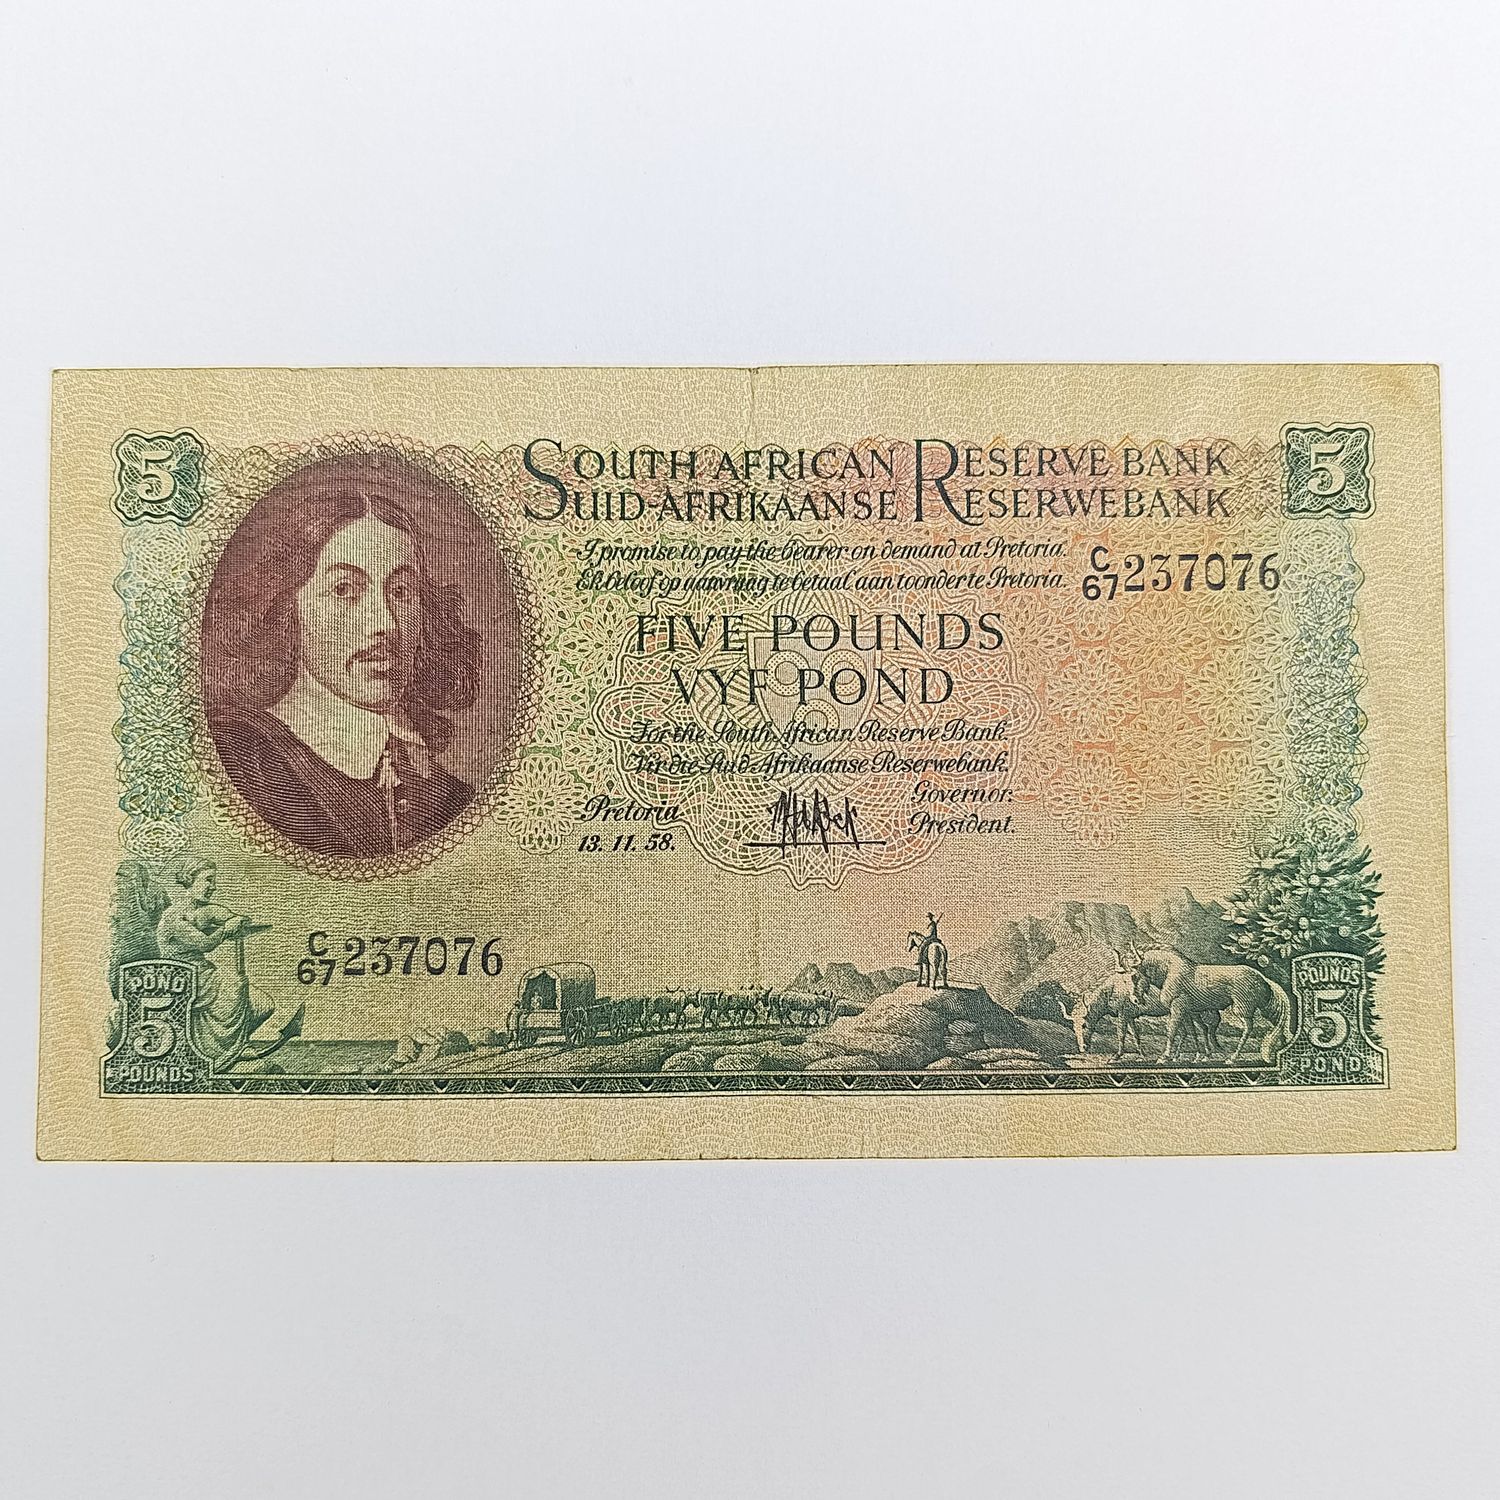 5
5
SOUTH AFRICAN RESERVE BANK
SUID-AFRIKAANSE RESERWEBANK
I promise to pay the bearer on demand at Pretoria.
Ek beloof op aanvraag te betaal aan toonder te Pretoria.
C/67 237076
FIVE POUNDS
VYF POND
For the South African Reserve Bank.
Vir die Suid-Afrikaanse Reserwebank.
Governor.
President.
Pretoria
13. 11. 58.
C/67 237076
POND
5
POUNDS
POUNDS
5
POND